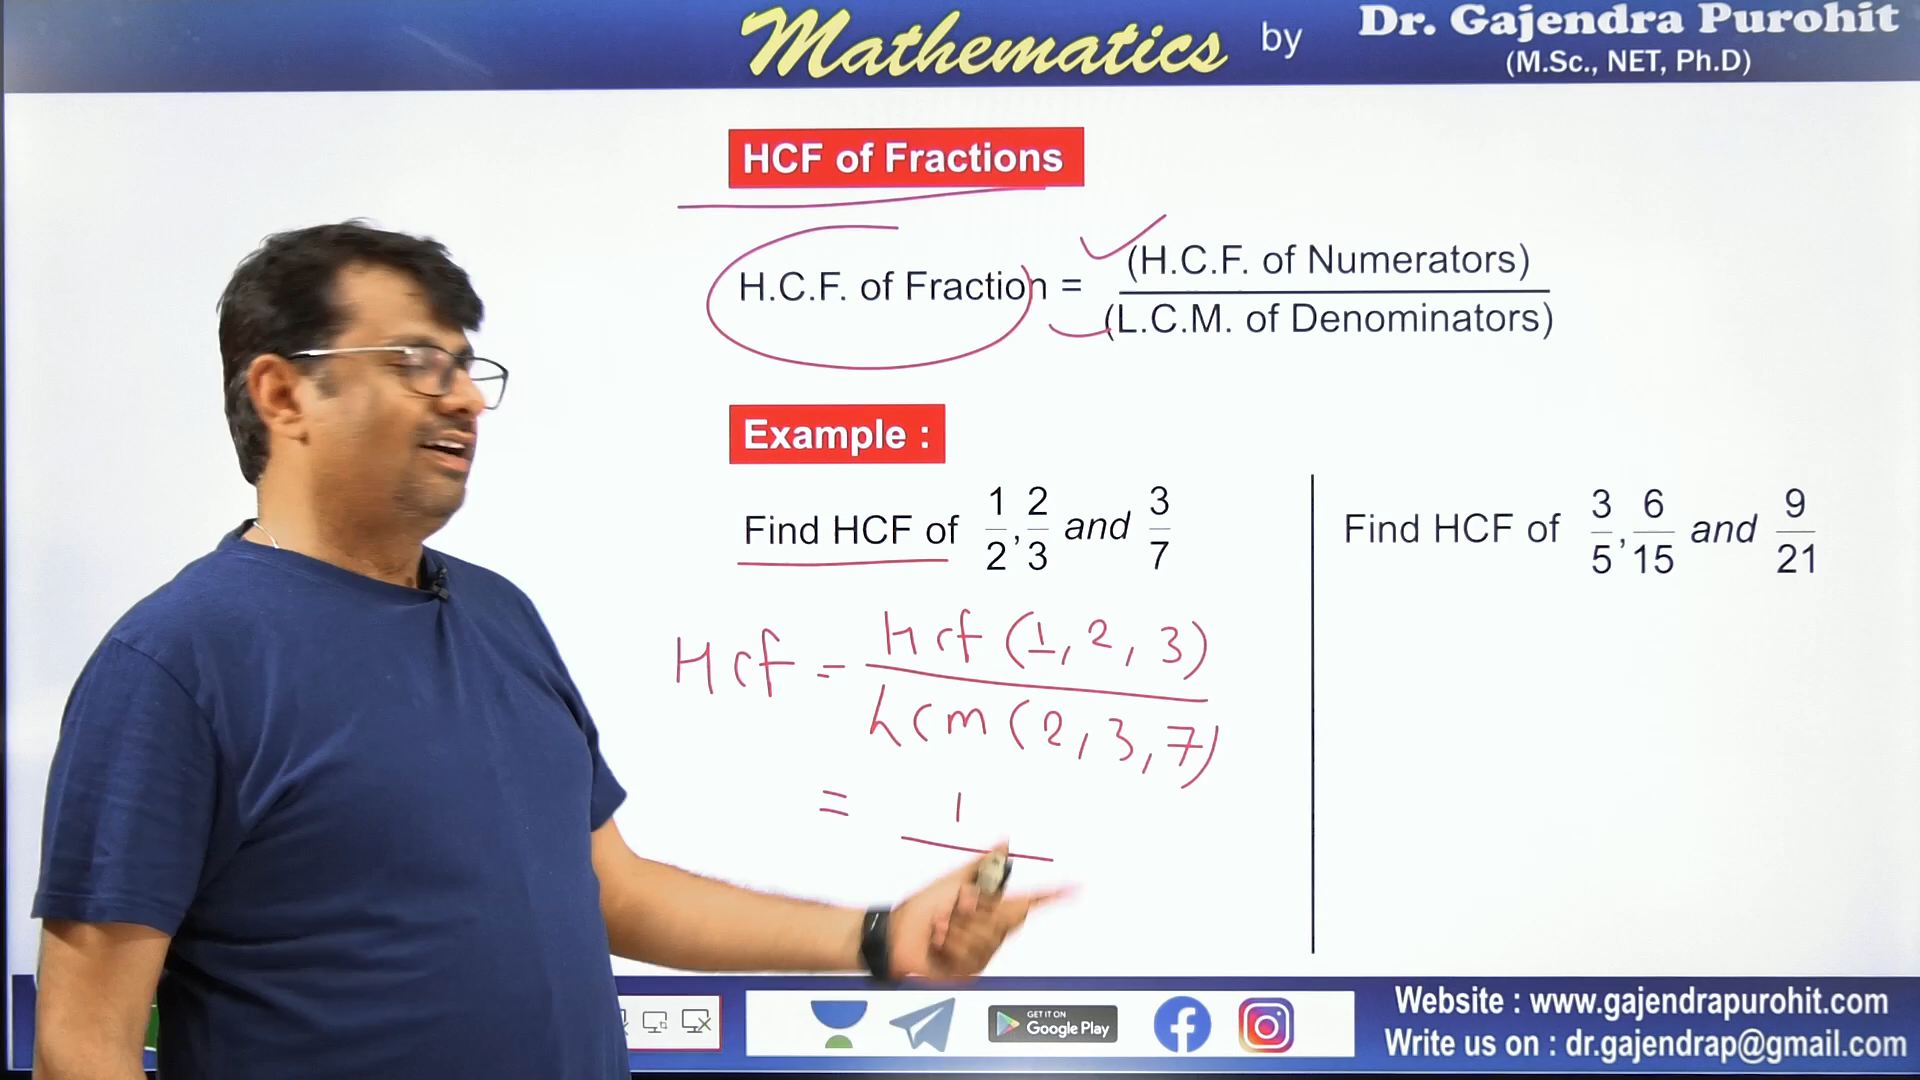 Mathematics by Dr. Gajendra Purohit
(M.Sc., NET, Ph.D)
HCF of Fractions
H.C.F. of Fraction = (H.C.F. of Numerators)
(L.C.M. of Denominators)
Example :
Find HCF of 1/2, 2/3 and 3/7
Find HCF of 3/5, 6/15 and 9/21
Hcf = Hcf (1, 2, 3)
Lcm (2, 3, 7)
= 1
GET IT ON
Google Play
Website : www.gajendrapurohit.com
Write us on : dr.gajendrap@gmail.com